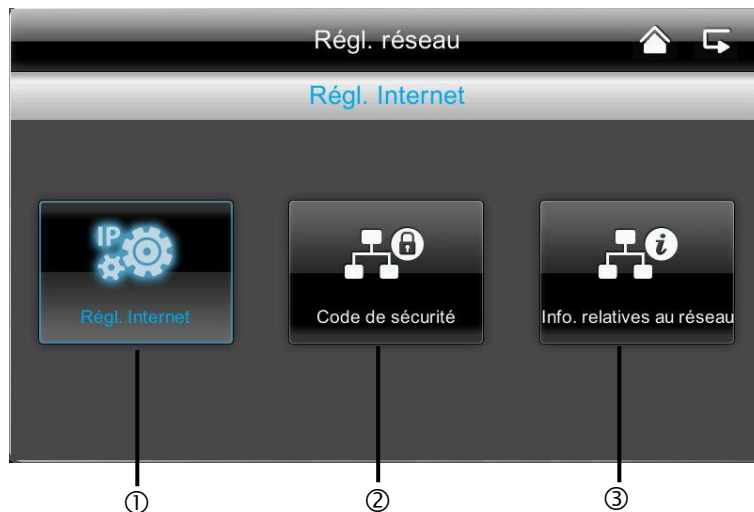 Régl. réseau
Régl. Internet
IP
Régl. Internet
Code de sécurité
i
Info. relatives au réseau
① ② ③